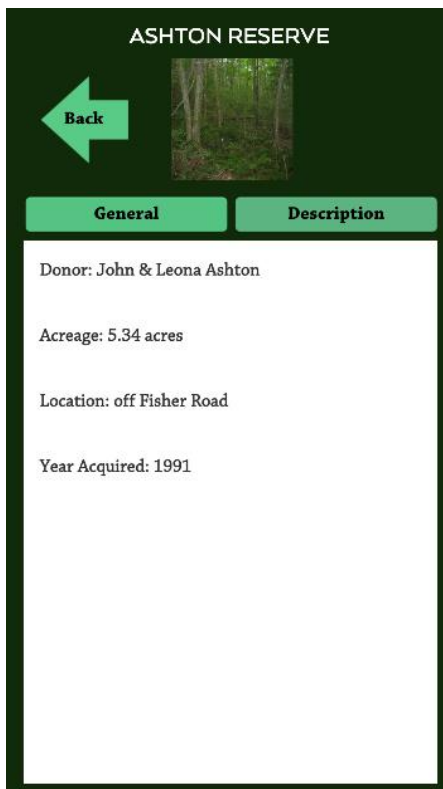 ASHTON RESERVE
Back
General
Description
Donor: John & Leona Ashton
Acreage: 5.34 acres
Location: off Fisher Road
Year Acquired: 1991